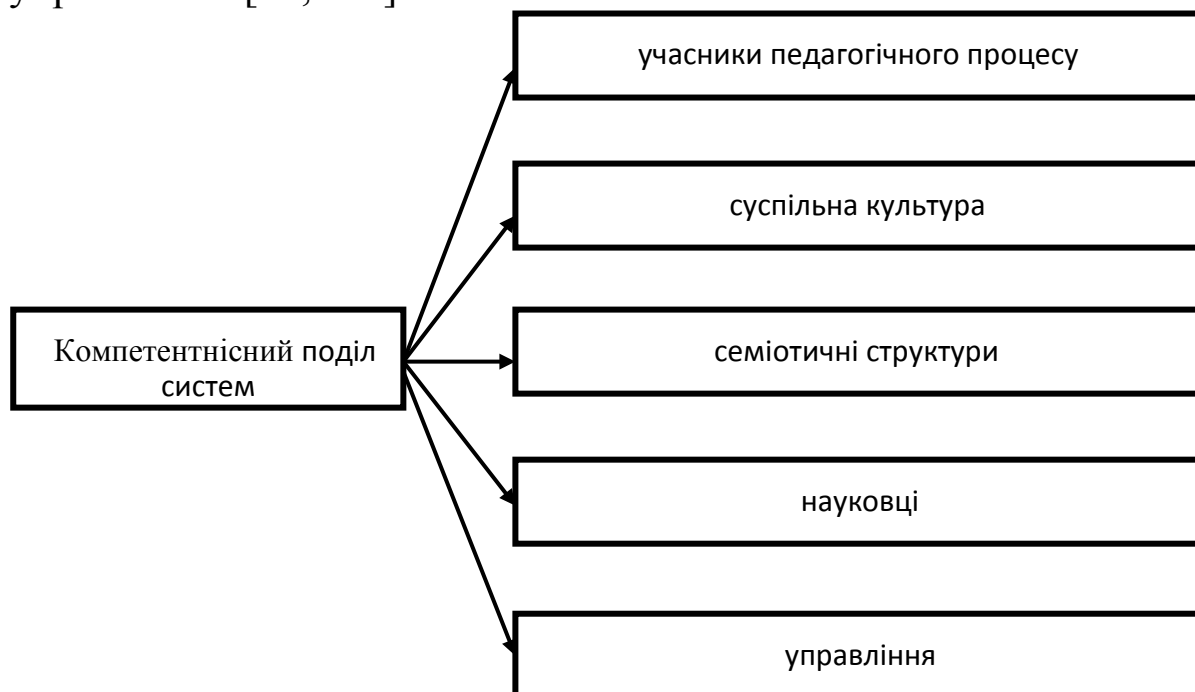 учасники педагогічного процесу
суспільна культура
Компетентнісний поділ
систем
семіотичні структури
науковці
управління